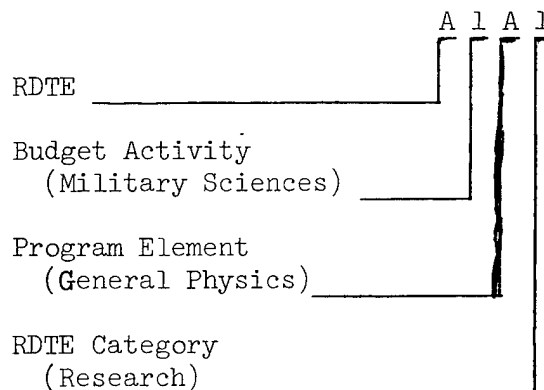 A 1 A 1
RDTE
Budget Activity
(Military Sciences)
Program Element
(General Physics)
RDTE Category
(Research)